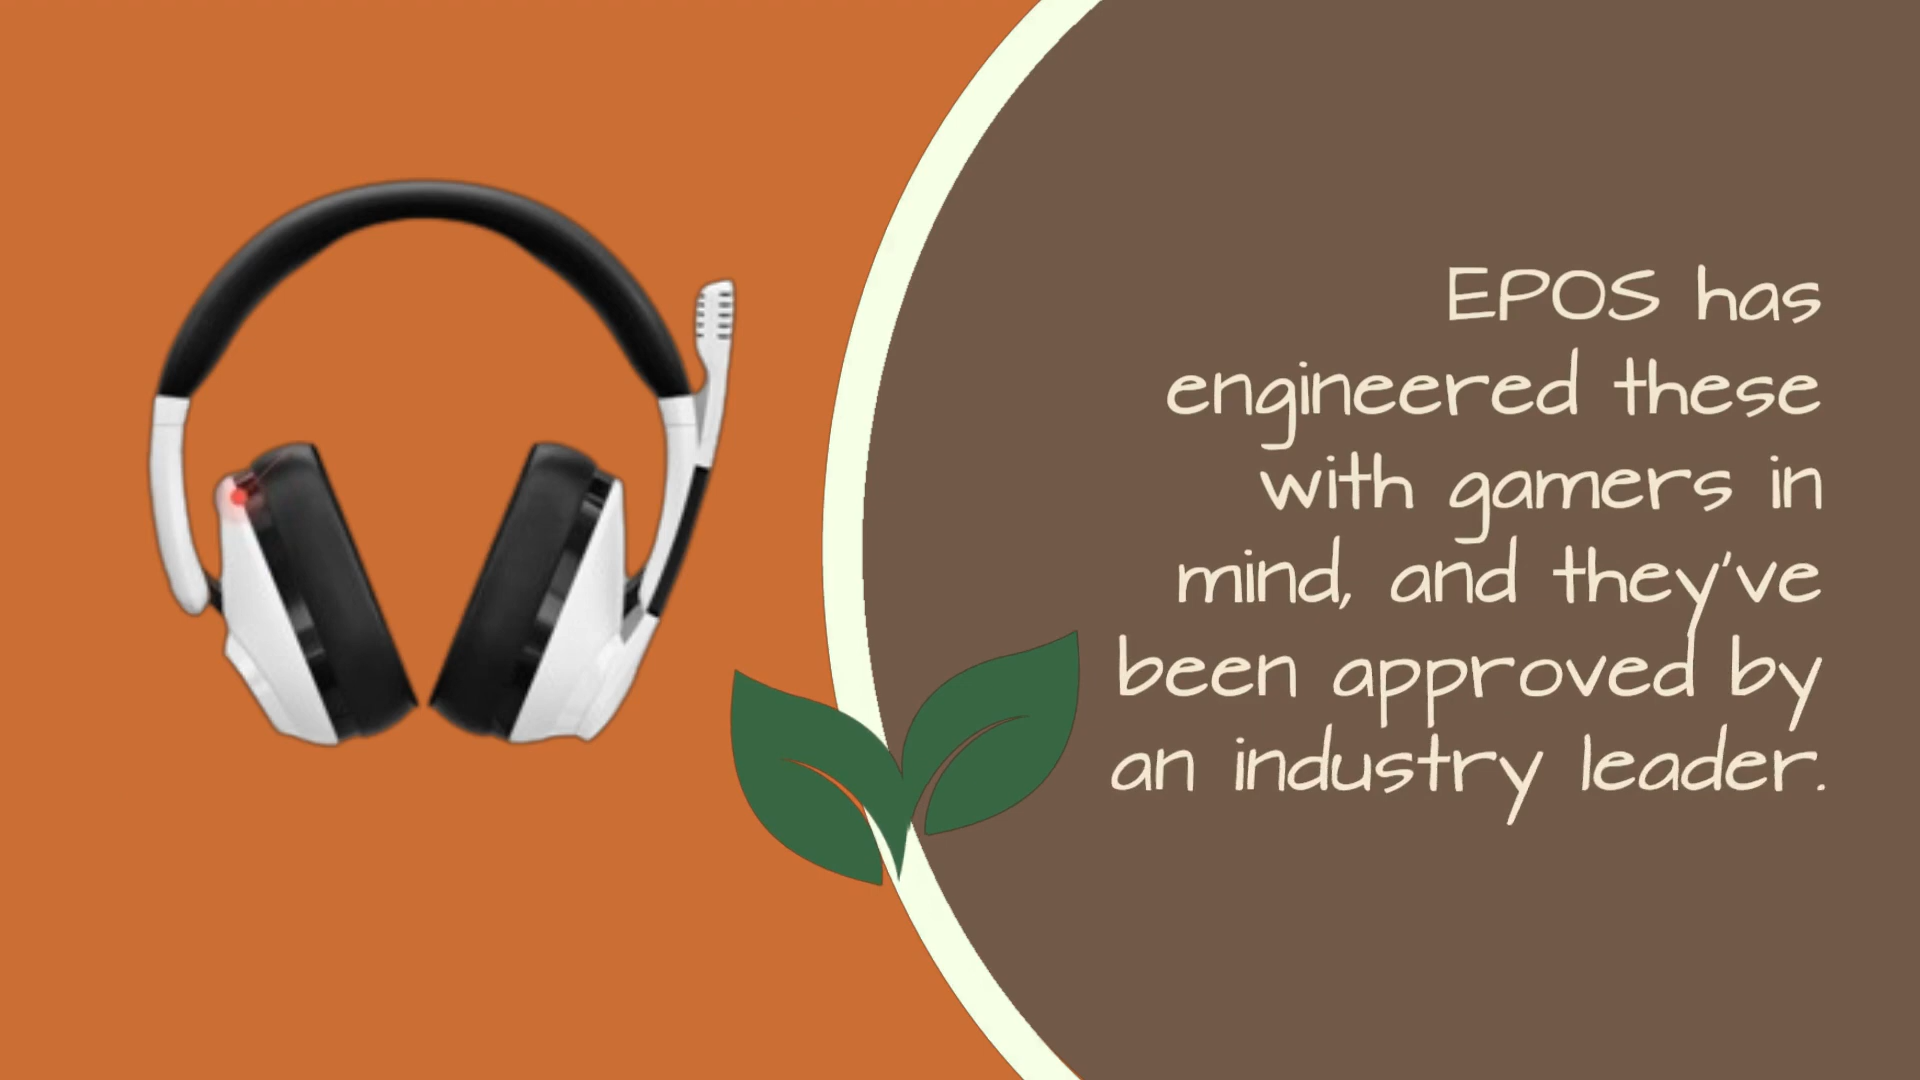 EPOS has
engineered these
with gamers in
mind, and they've
been approved by
an industry leader.